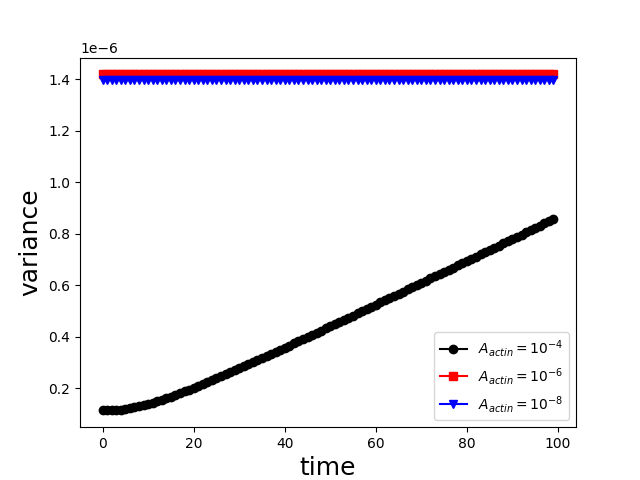 1e−6
1.4
1.2
1.0
0.8
0.6
0.4
0.2
variance
0 20 40 60 80 100
time
A_actin = 10^−4
A_actin = 10^−6
A_actin = 10^−8